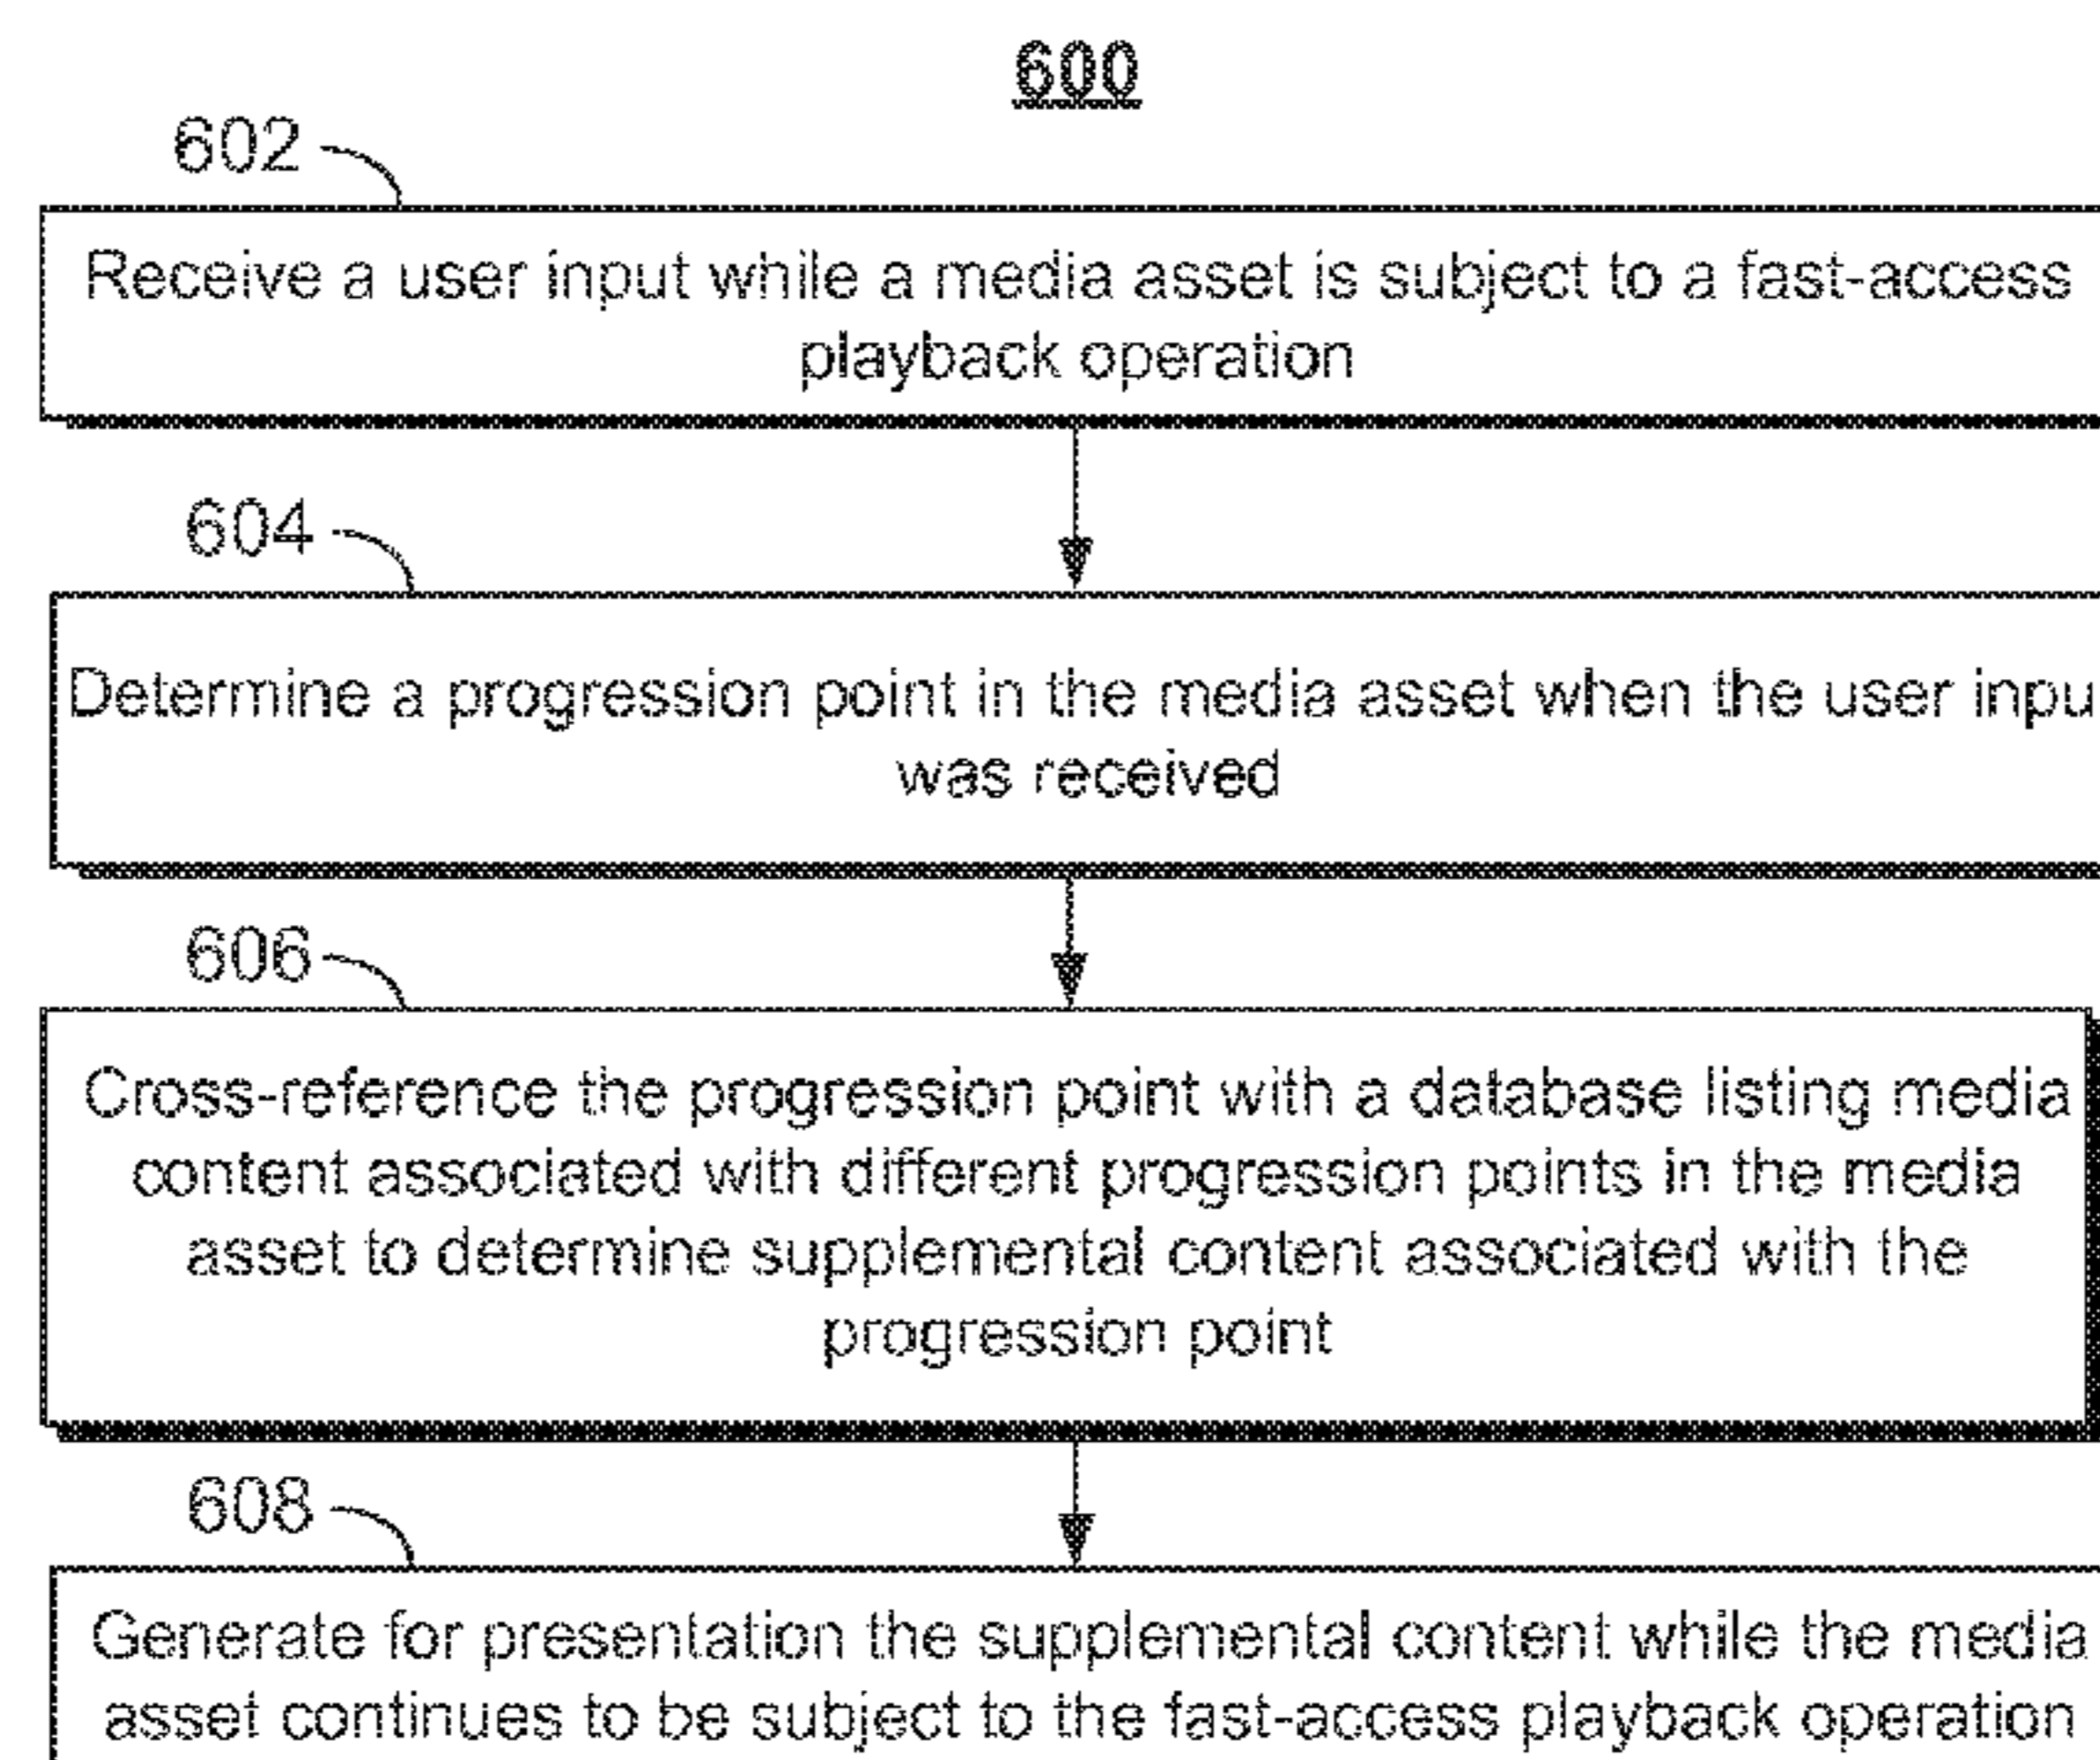 600
602
Receive a user input while a media asset is subject to a fast-access
playback operation
604
Determine a progression point in the media asset when the user inpu
was received
606
Cross-reference the progression point with a database listing media
content associated with different progression points in the media
asset to determine supplemental content associated with the
progression point
608
Generate for presentation the supplemental content while the media
asset continues to be subject to the fast-access playback operation